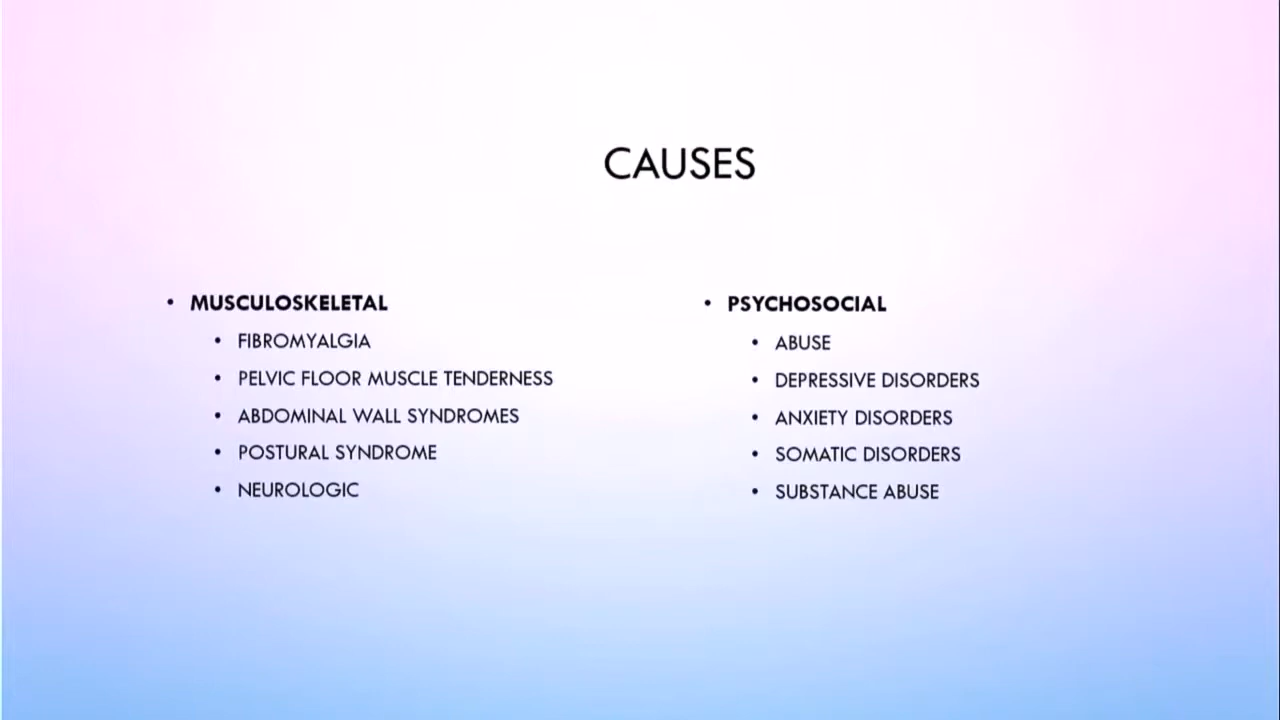 CAUSES
• MUSCULOSKELETAL
• FIBROMYALGIA
• PELVIC FLOOR MUSCLE TENDERNESS
• ABDOMINAL WALL SYNDROMES
• POSTURAL SYNDROME
• NEUROLOGIC
• PSYCHOSOCIAL
• ABUSE
• DEPRESSIVE DISORDERS
• ANXIETY DISORDERS
• SOMATIC DISORDERS
• SUBSTANCE ABUSE